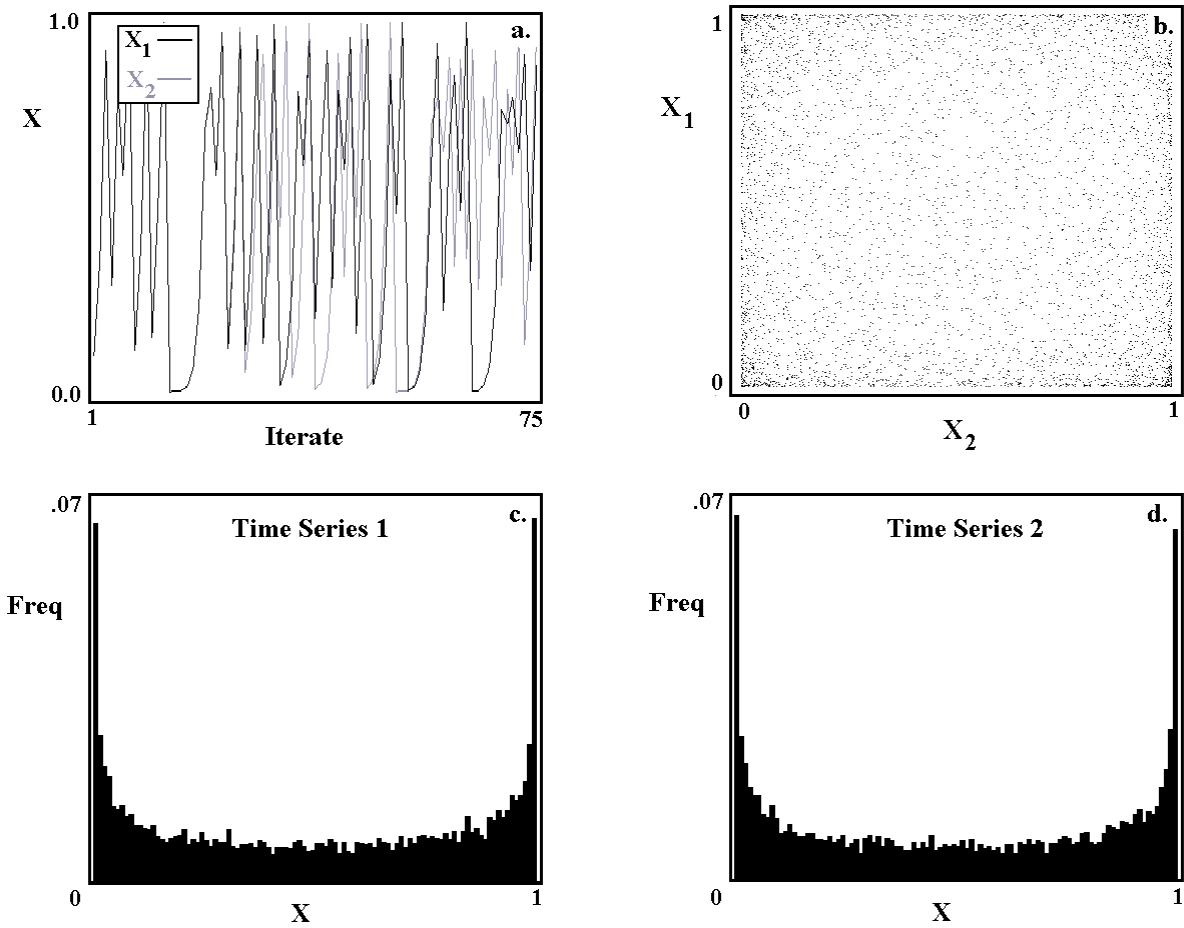 1.0
a.
X1
X2
X
0.0
1
75
Iterate
1
b.
X1
0
0
1
X2
.07
c.
Time Series 1
Freq
0
1
X
.07
d.
Time Series 2
Freq
0
1
X